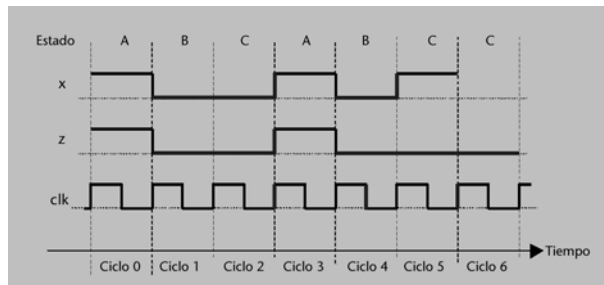 Estado A B C A B C C
x
z
clk
Tiempo
Ciclo 0 Ciclo 1 Ciclo 2 Ciclo 3 Ciclo 4 Ciclo 5 Ciclo 6